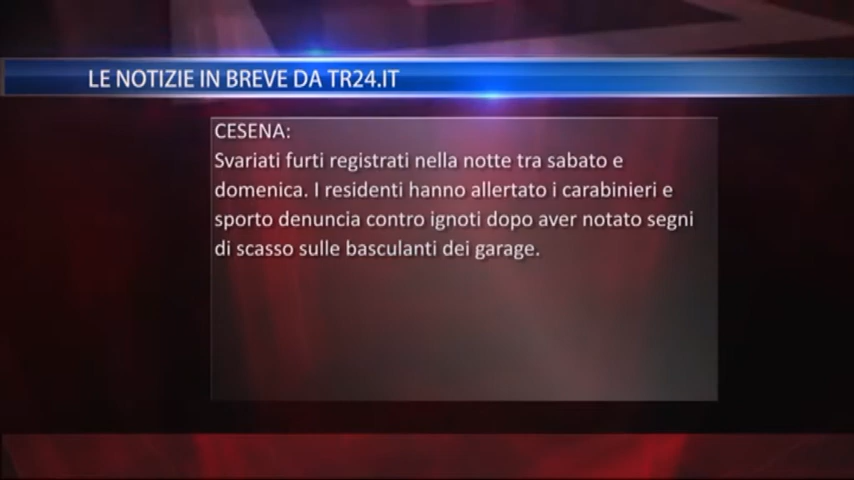 LE NOTIZIE IN BREVE DA TR24.IT
CESENA:
Svariati furti registrati nella notte tra sabato e
domenica. I residenti hanno allertato i carabinieri e
sporto denuncia contro ignoti dopo aver notato segni
di scasso sulle basculanti dei garage.